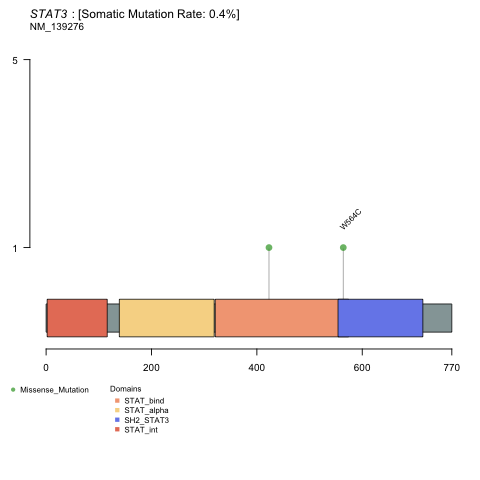 STAT3 : [Somatic Mutation Rate: 0.4%]
NM_139276
5
1
W564C
0 200 400 600 770
Missense_Mutation
Domains
STAT_bind
STAT_alpha
SH2_STAT3
STAT_int